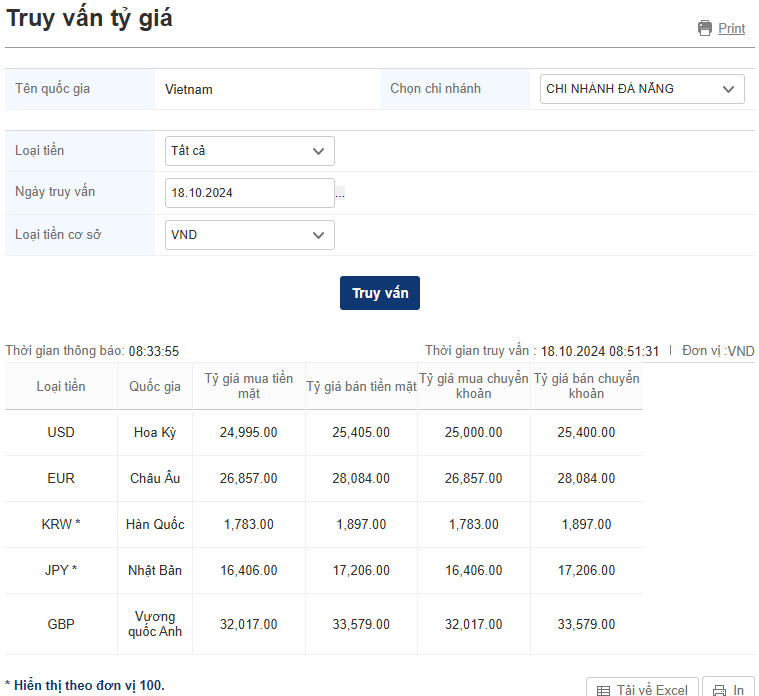 Truy vấn tỷ giá
Print
Tên quốc gia Vietnam Chọn chi nhánh CHI NHÁNH ĐÀ NẴNG
Loại tiền Tất cả
Ngày truy vấn 18.10.2024 ...
Loại tiền cơ sở VND
Truy vấn
Thời gian thông báo: 08:33:55 Thời gian truy vấn : 18.10.2024 08:51:31 | Đơn vị :VND
Loại tiền Quốc gia Tỷ giá mua tiền mặt Tỷ giá bán tiền mặt Tỷ giá mua chuyển khoản Tỷ giá bán chuyển khoản
USD Hoa Kỳ 24,995.00 25,405.00 25,000.00 25,400.00
EUR Châu Âu 26,857.00 28,084.00 26,857.00 28,084.00
KRW * Hàn Quốc 1,783.00 1,897.00 1,783.00 1,897.00
JPY * Nhật Bản 16,406.00 17,206.00 16,406.00 17,206.00
GBP Vương quốc Anh 32,017.00 33,579.00 32,017.00 33,579.00
* Hiển thị theo đơn vị 100.
Tải về Excel In